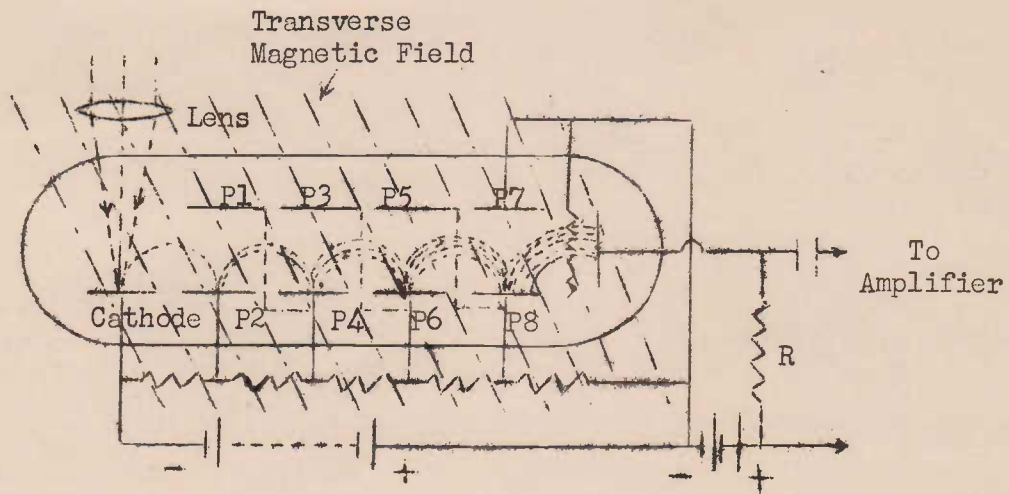 Transverse
Magnetic Field
Lens
P1 P3 P5 P7
Cathode P2 P4 P6 P8
To
Amplifier
R
- + - +